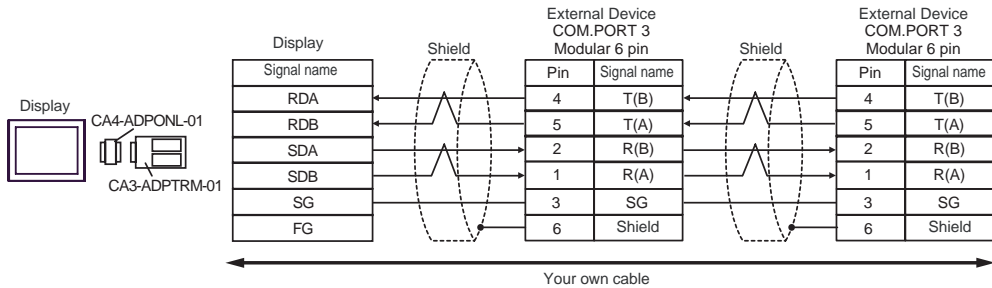 External Device
COM.PORT 3
Modular 6 pin
External Device
COM.PORT 3
Modular 6 pin
Display
Shield
Shield
Signal name
Pin
Signal name
Pin
Signal name
RDA
4
T(B)
4
T(B)
RDB
5
T(A)
5
T(A)
SDA
2
R(B)
2
R(B)
SDB
1
R(A)
1
R(A)
SG
3
SG
3
SG
FG
6
Shield
6
Shield
Display
CA4-ADPONL-01
CA3-ADPTRM-01
Your own cable